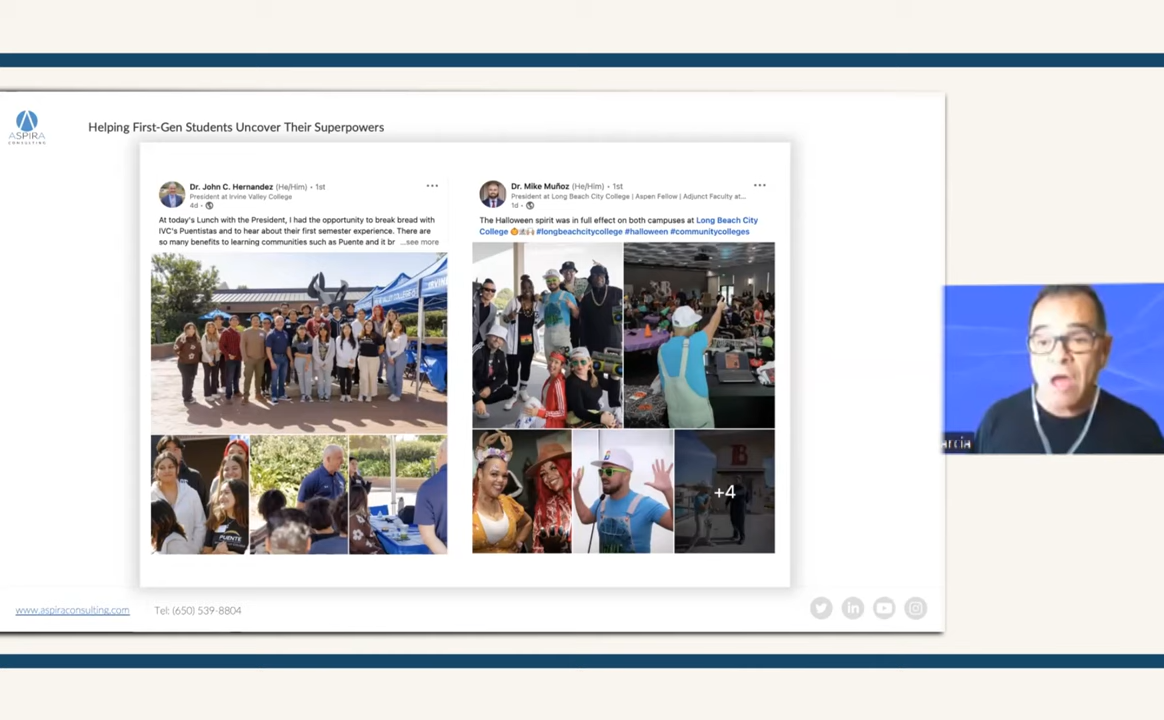 ASPIRA
CONSULTING
Helping First-Gen Students Uncover Their Superpowers
Dr. John C. Hernandez (He/Him) • 1st
President at Irvine Valley College
4d •
At today's Lunch with the President, I had the opportunity to break bread with
IVC's Puentistas and to hear about their first semester experience. There are
so many benefits to learning communities such as Puente and it br ...see more
PUENTE
Dr. Mike Muñoz (He/Him) • 1st
President at Long Beach City College | Aspen Fellow | Adjunct Faculty at...
1d •
The Halloween spirit was in full effect on both campuses at Long Beach City
College #longbeachcitycollege #halloween #communitycolleges
+4
arcia
www.aspiraconsulting.com
Tel: (650) 539-8804
in